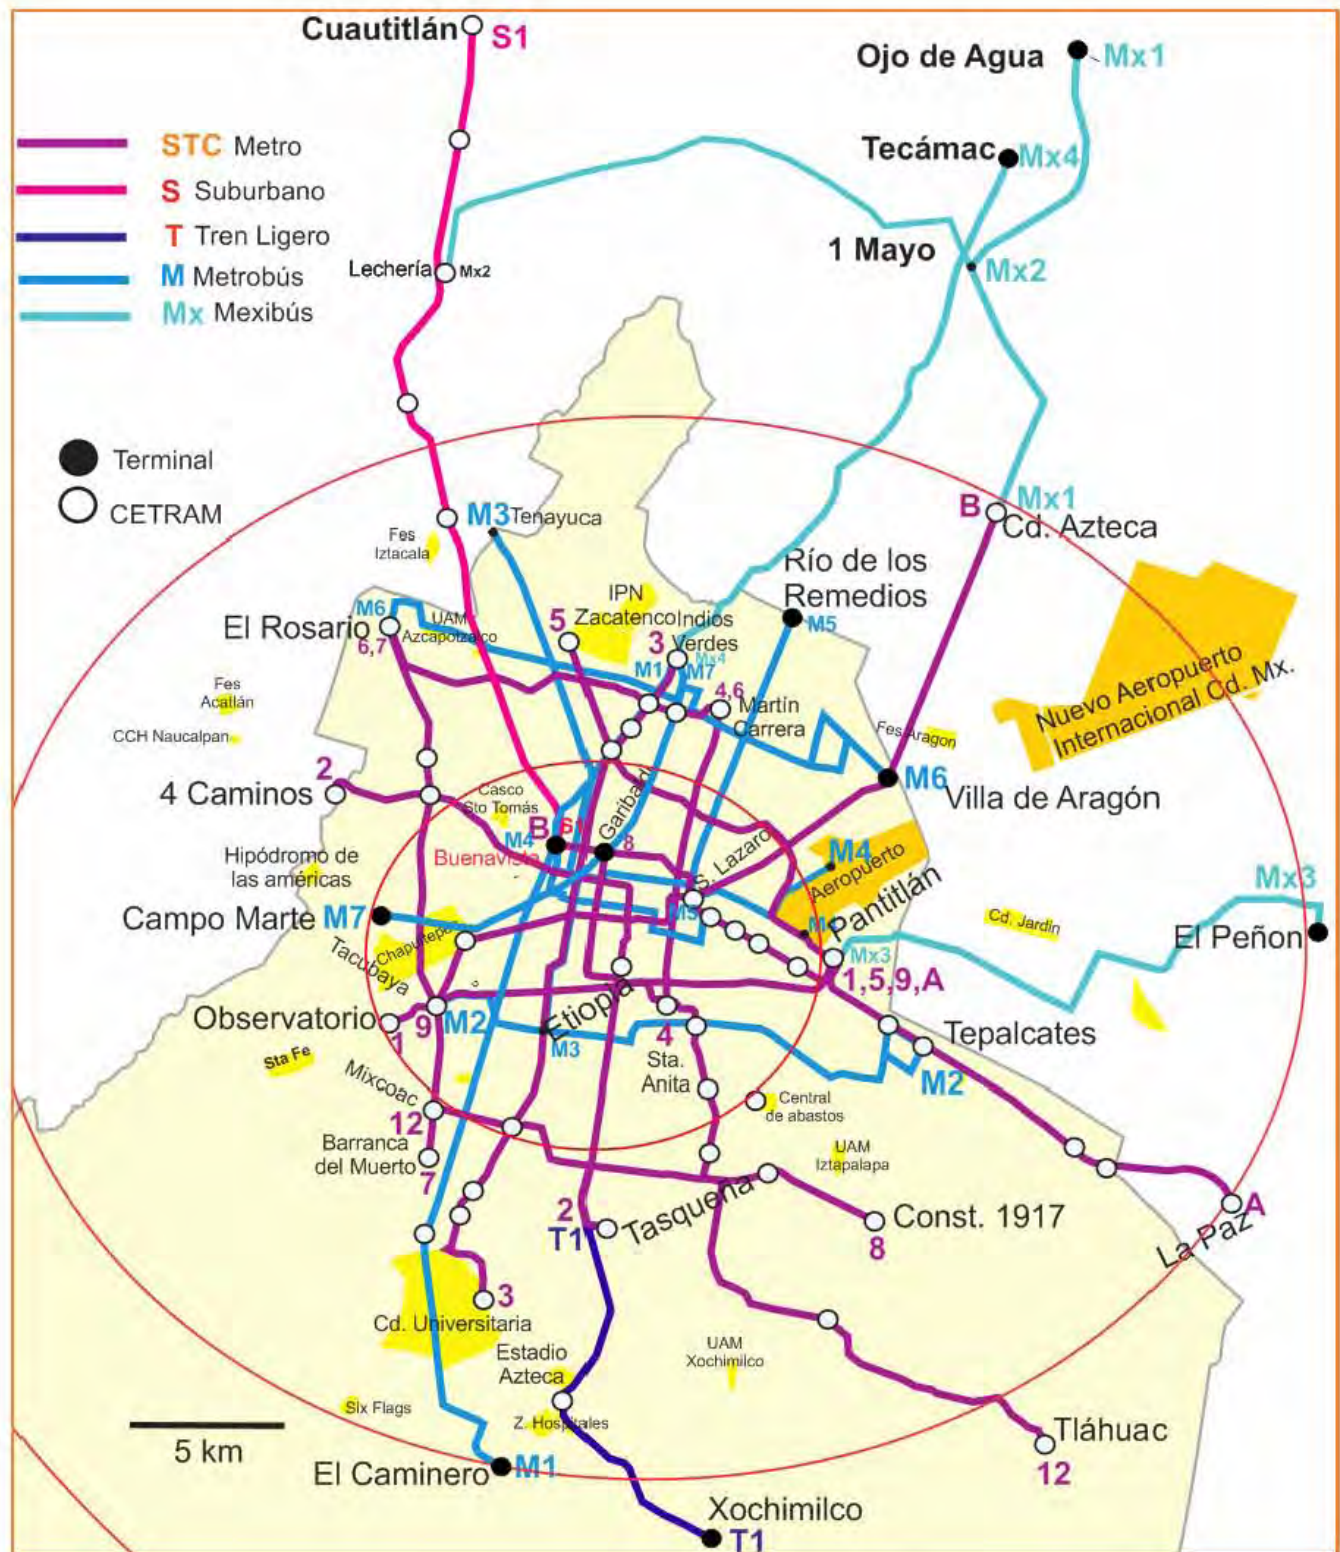 Cuautitlán
S1
Ojo de Agua
Mx1
STC Metro
S Suburbano
T Tren Ligero
M Metrobús
Mx Mexibús
Tecámac
Mx4
1 Mayo
Mx2
Lechería
Mx2
Terminal
CETRAM
Mx1
B
Cd. Azteca
M3
Tenayuca
Fes
Iztacala
Río de los
Remedios
M5
IPN
Zacatenco
5
Indios
Verdes
3
Mx4
M1
M7
M6
El Rosario
6,7
UAM
Azcapotzalco
4,6
Martín
Carrera
Nuevo Aeropuerto
Internacional Cd. Mx.
Fes
Acatlán
CCH Naucalpan
Fes Aragon
2
4 Caminos
M6
Villa de Aragón
Casco
Sto Tomás
Garibaldi
8
B
S1
M4
Buenavista
S. Lazaro
M4
Aeropuerto
Hipódromo de
las américas
Mx3
El Peñon
Cd. Jardin
Campo Marte M7
Chapultepec
Tacubaya
M5
M4
Pantitlán
Mx3
1,5,9,A
Observatorio
1
9
M2
Etiopía
M3
4
Sta.
Anita
Tepalcates
M2
Sta Fe
Mixcoac
12
Barranca
del Muerto
7
Central
de abastos
UAM
Iztapalapa
2
T1
Tasqueña
Const. 1917
8
A
La Paz
3
Cd. Universitaria
Estadio
Azteca
UAM
Xochimilco
Six Flags
Z. Hospitales
5 km
El Caminero
M1
Tláhuac
12
Xochimilco
T1